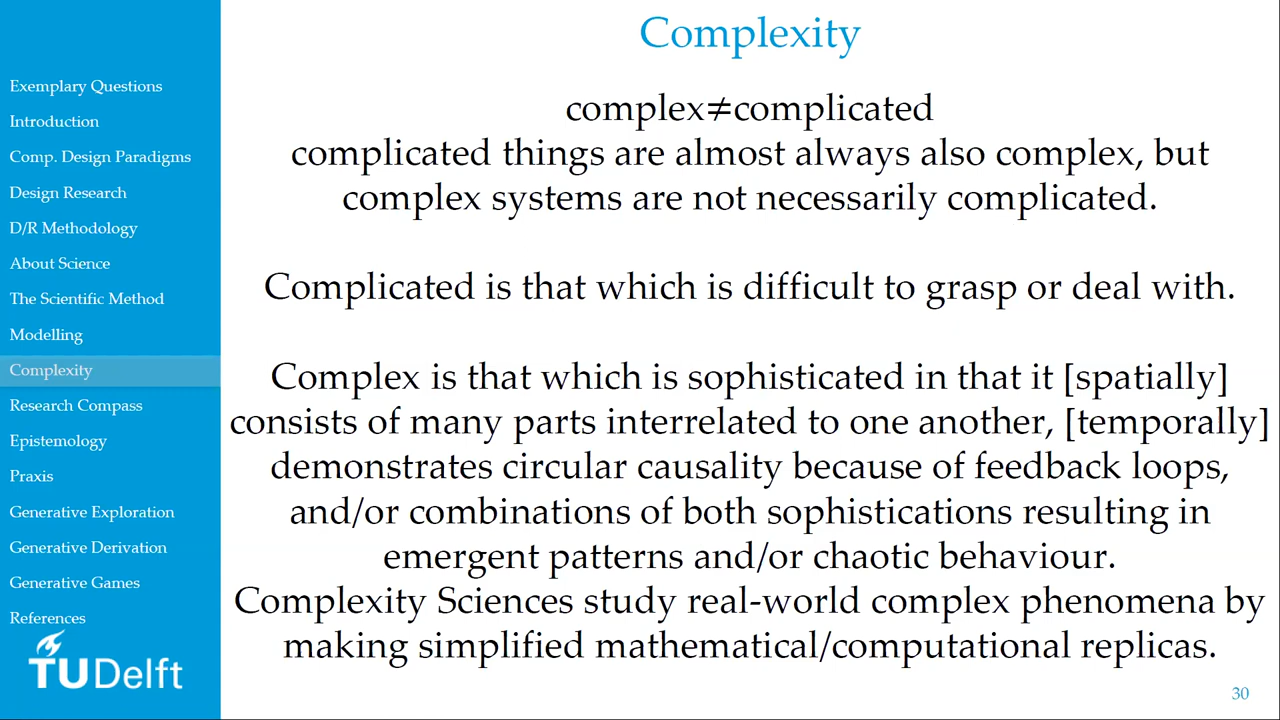 Complexity
Exemplary Questions
Introduction
Comp. Design Paradigms
Design Research
D/R Methodology
About Science
The Scientific Method
Modelling
Complexity
Research Compass
Epistemology
Praxis
Generative Exploration
Generative Derivation
Generative Games
References
TUDelft
complex≠complicated
complicated things are almost always also complex, but
complex systems are not necessarily complicated.
Complicated is that which is difficult to grasp or deal with.
Complex is that which is sophisticated in that it [spatially]
consists of many parts interrelated to one another, [temporally]
demonstrates circular causality because of feedback loops,
and/or combinations of both sophistications resulting in
emergent patterns and/or chaotic behaviour.
Complexity Sciences study real-world complex phenomena by
making simplified mathematical/computational replicas.
30